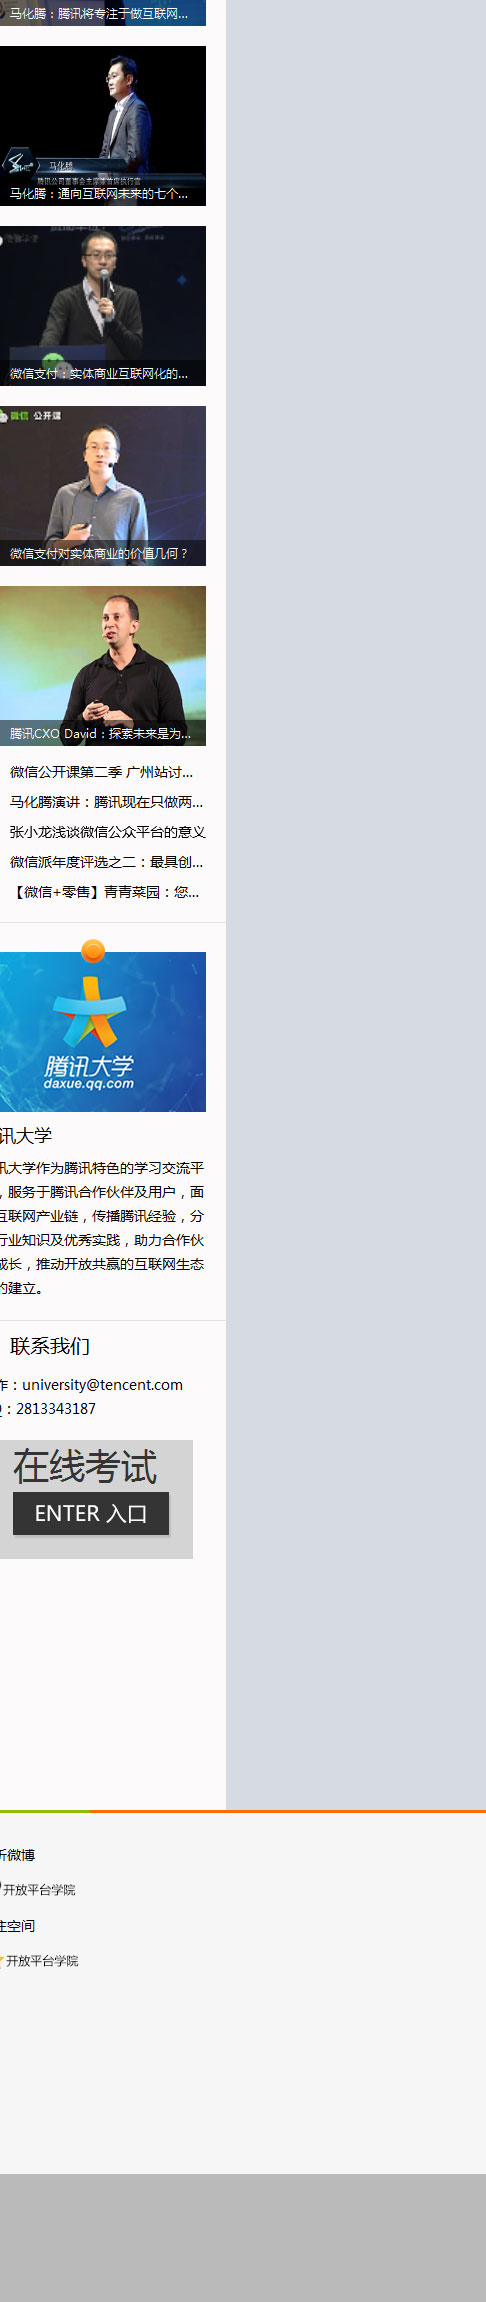 马化腾：腾讯将专注于做互联网...
马化腾
腾讯公司董事会主席兼首席执行官
马化腾：通向互联网未来的七个...
微信支付：实体商业互联网化的...
微信 公开课
微信支付对实体商业的价值几何？
腾讯CXO David：探索未来是为...
微信公开课第二季 广州站讨...
马化腾演讲：腾讯现在只做两...
张小龙浅谈微信公众平台的意义
微信派年度评选之二：最具创...
【微信+零售】青青菜园：您...
腾讯大学
daxue.qq.com
讯大学
讯大学作为腾讯特色的学习交流平
，服务于腾讯合作伙伴及用户，面
互联网产业链，传播腾讯经验，分
行业知识及优秀实践，助力合作伙
成长，推动开放共赢的互联网生态
的建立。
联系我们
作：university@tencent.com
：2813343187
在线考试
ENTER 入口
听微博
开放平台学院
注空间
开放平台学院